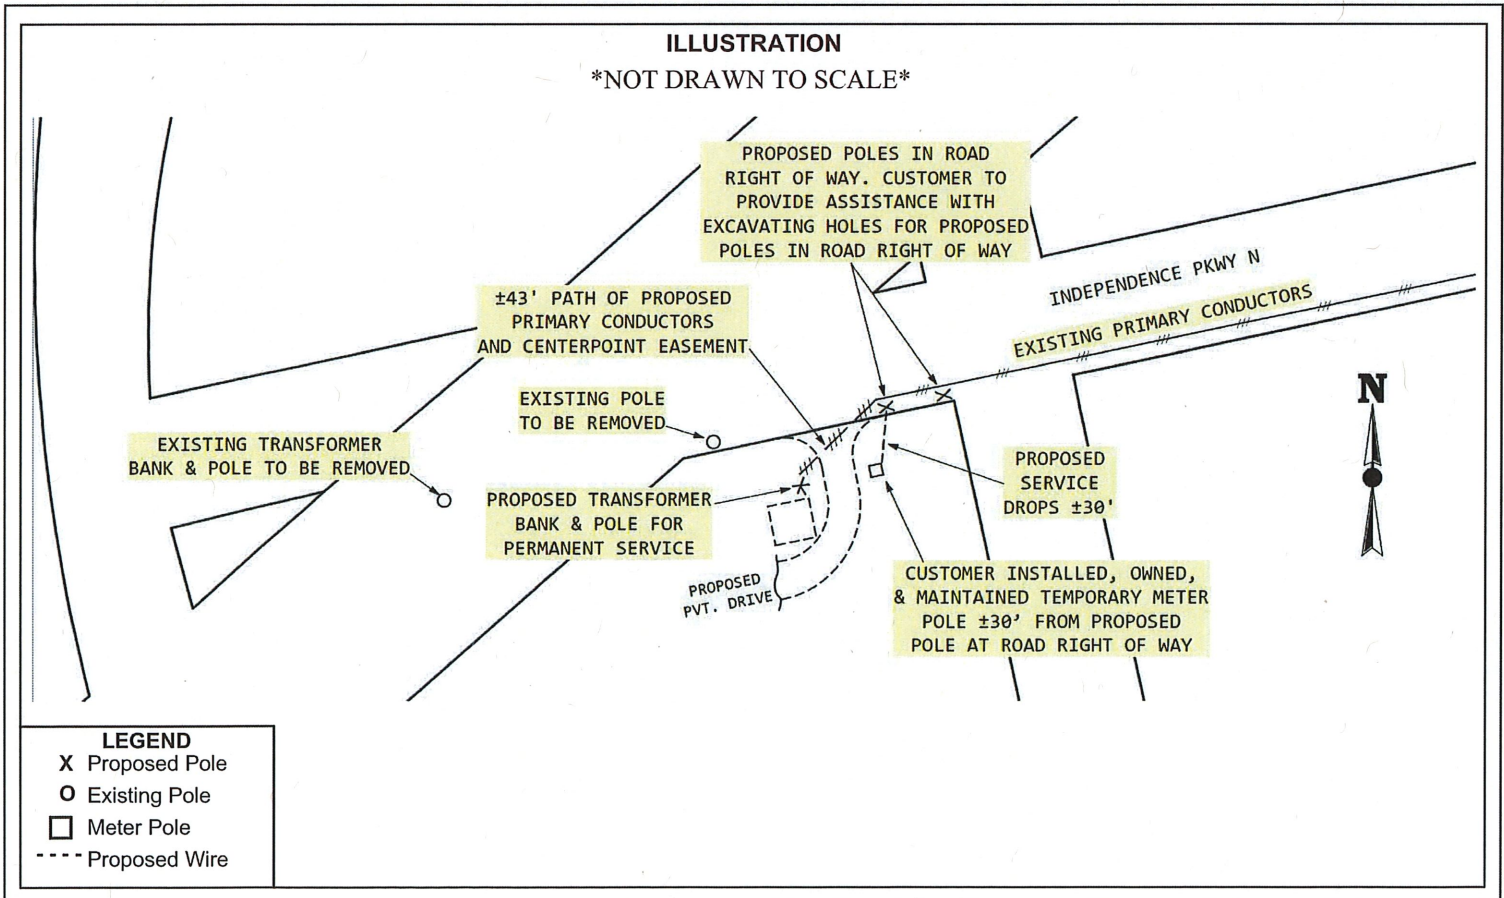 ILLUSTRATION
*NOT DRAWN TO SCALE*
PROPOSED POLES IN ROAD
RIGHT OF WAY. CUSTOMER TO
PROVIDE ASSISTANCE WITH
EXCAVATING HOLES FOR PROPOSED
POLES IN ROAD RIGHT OF WAY
INDEPENDENCE PKWY N
EXISTING PRIMARY CONDUCTORS
±43' PATH OF PROPOSED
PRIMARY CONDUCTORS
AND CENTERPOINT EASEMENT
EXISTING POLE
TO BE REMOVED
EXISTING TRANSFORMER
BANK & POLE TO BE REMOVED
N
PROPOSED TRANSFORMER
BANK & POLE FOR
PERMANENT SERVICE
PROPOSED
SERVICE
DROPS ±30'
PROPOSED
PVT. DRIVE
CUSTOMER INSTALLED, OWNED,
& MAINTAINED TEMPORARY METER
POLE ±30’ FROM PROPOSED
POLE AT ROAD RIGHT OF WAY
LEGEND
X Proposed Pole
O Existing Pole
Meter Pole
Proposed Wire